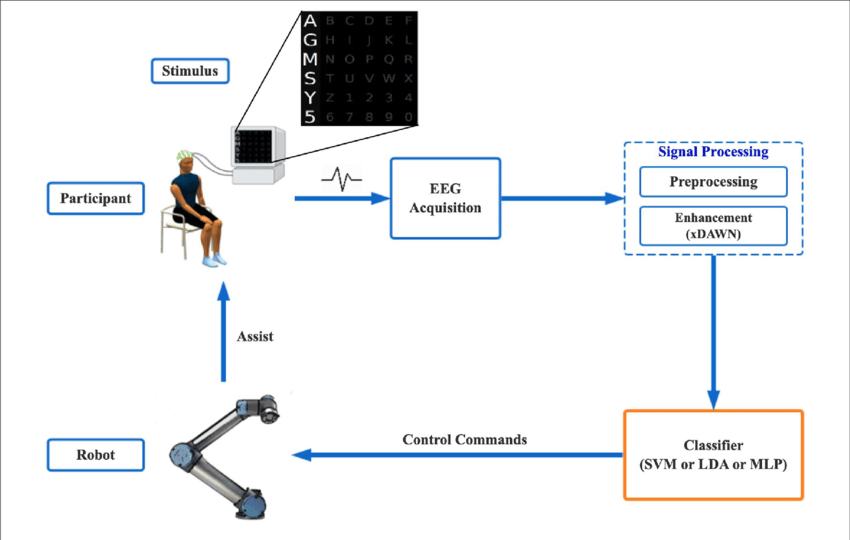 A B C D E F
G H I J K L
M N O P Q R
S T U V W X
Y Z 1 2 3 4
5 6 7 8 9 0
Stimulus
Participant
EEG
Acquisition
Signal Processing
Preprocessing
Enhancement
(xDAWN)
Assist
Robot
Control Commands
Classifier
(SVM or LDA or MLP)